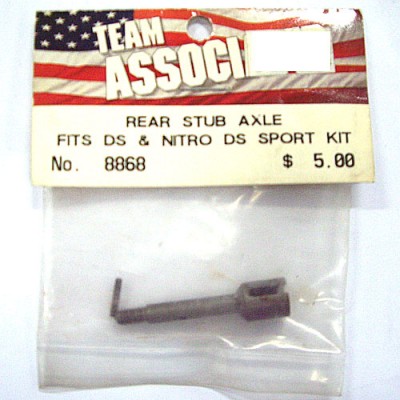 TEAM
ASSOCI
REAR STUB AXLE
FITS DS & NITRO DS SPORT KIT
No. 8868 $ 5.00